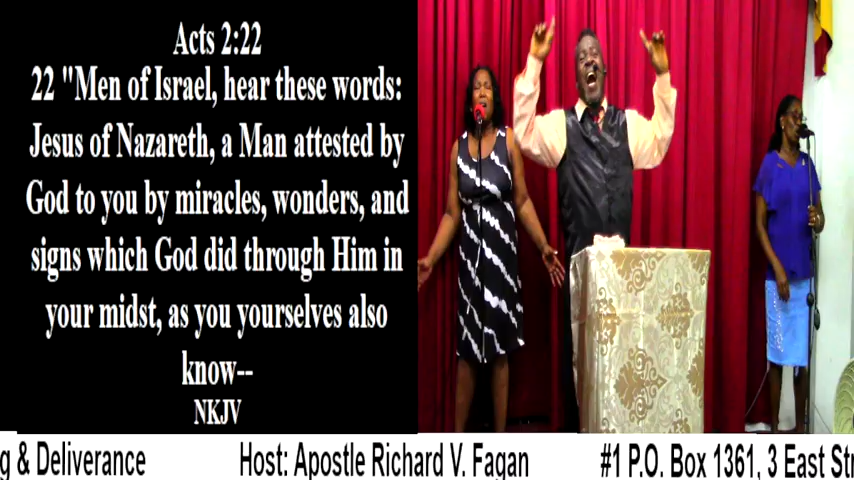 Acts 2:22
22 "Men of Israel, hear these words:
Jesus of Nazareth, a Man attested by
God to you by miracles, wonders, and
signs which God did through Him in
your midst, as you yourselves also
know--
NKJV
g & Deliverance Host: Apostle Richard V. Fagan #1 P.O. Box 1361, 3 East Str